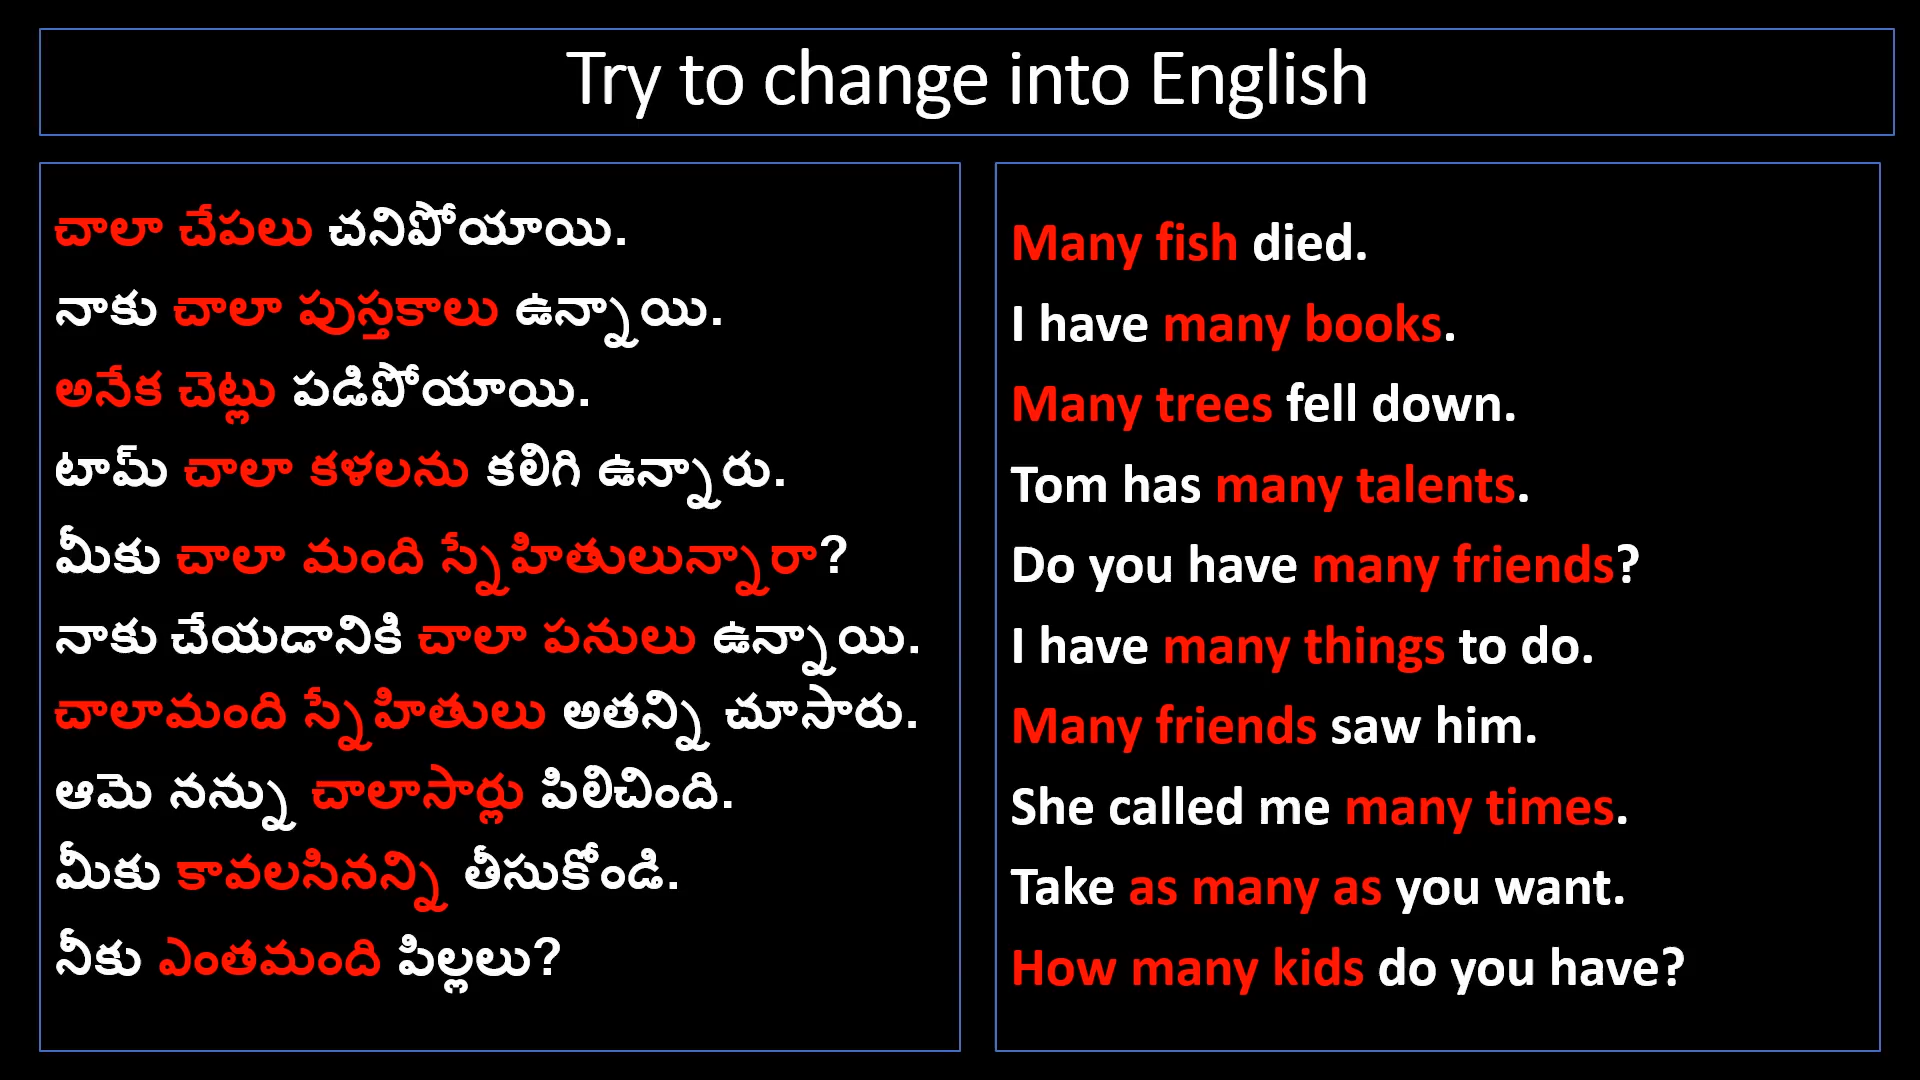 Try to change into English
చాలా చేపలు చనిపోయాయి.
నాకు చాలా పుస్తకాలు ఉన్నాయి.
అనేక చెట్లు పడిపోయాయి.
టామ్ చాలా కళలను కలిగి ఉన్నారు.
మీకు చాలా మంది స్నేహితులున్నారా?
నాకు చేయడానికి చాలా పనులు ఉన్నాయి.
చాలామంది స్నేహితులు అతన్ని చూసారు.
ఆమె నన్ను చాలాసార్లు పిలిచింది.
మీకు కావలసినన్ని తీసుకోండి.
నీకు ఎంతమంది పిల్లలు?
Many fish died.
I have many books.
Many trees fell down.
Tom has many talents.
Do you have many friends?
I have many things to do.
Many friends saw him.
She called me many times.
Take as many as you want.
How many kids do you have?